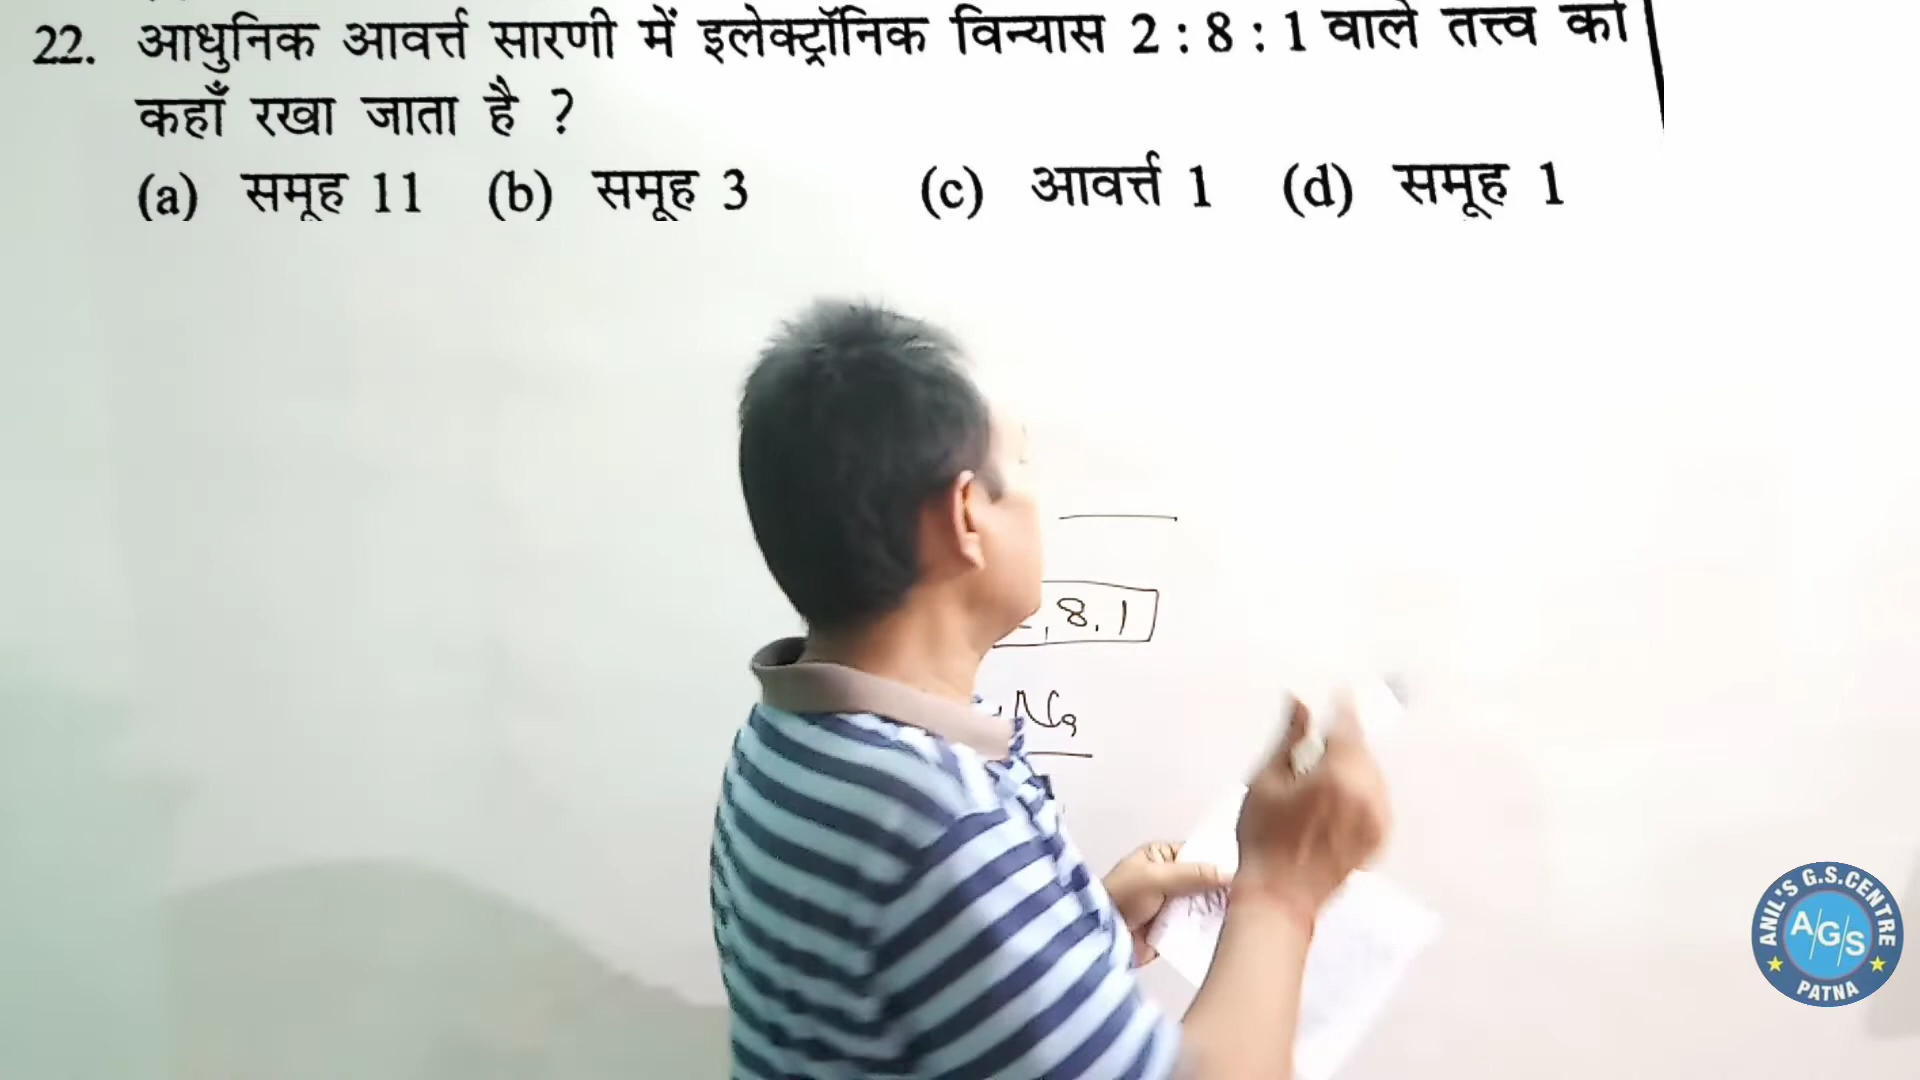 22. आधुनिक आवर्त्त सारणी में इलेक्ट्रॉनिक विन्यास 2 : 8 : 1 वाले तत्त्व को
कहाँ रखा जाता है ?
(a) समूह 11 (b) समूह 3 (c) आवर्त्त 1 (d) समूह 1
, 8, 1
Na
ANIL'S G.S.CENTRE
A/G/S
PATNA